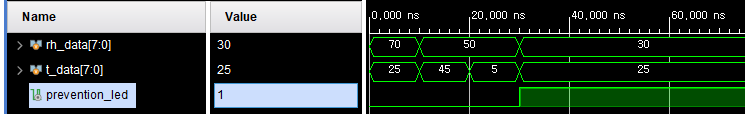 Name Value 0,000 ns 20,000 ns 40,000 ns 60,000 ns
rh_data[7:0] 30 70 50 30
t_data[7:0] 25 25 45 5 25
prevention_led 1